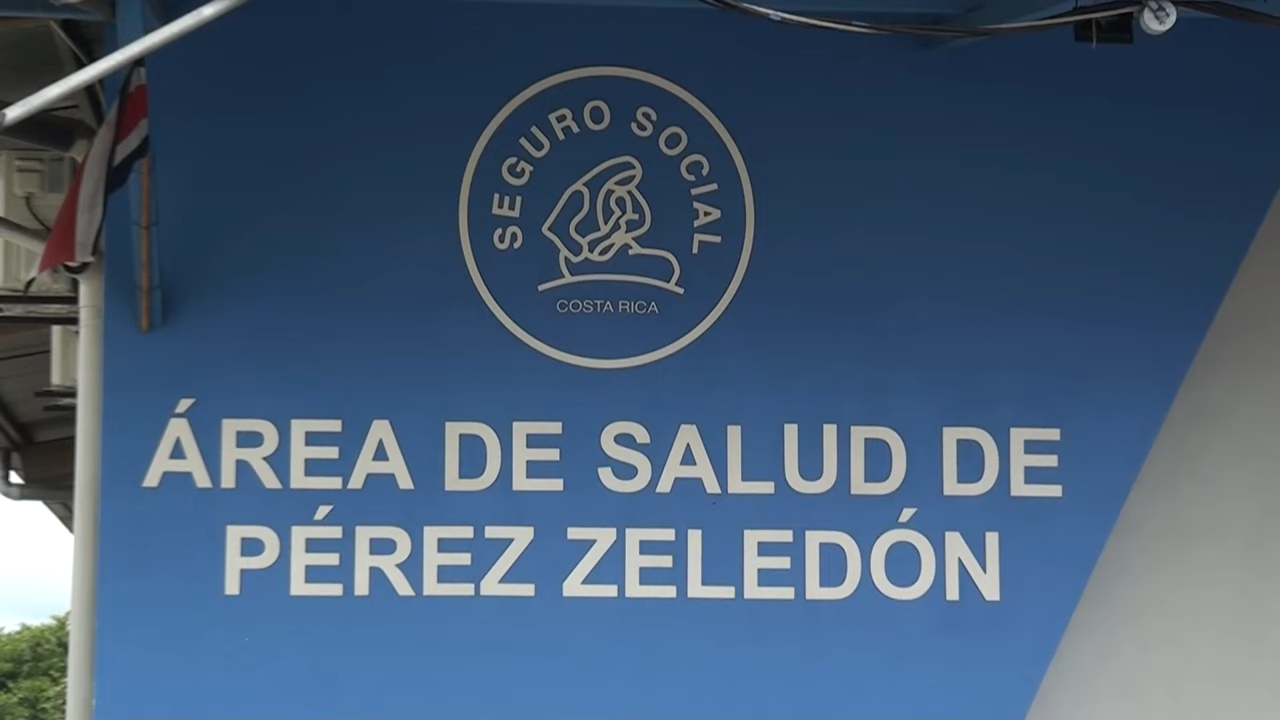 SEGURO SOCIAL
COSTA RICA
ÁREA DE SALUD DE
PÉREZ ZELEDÓN